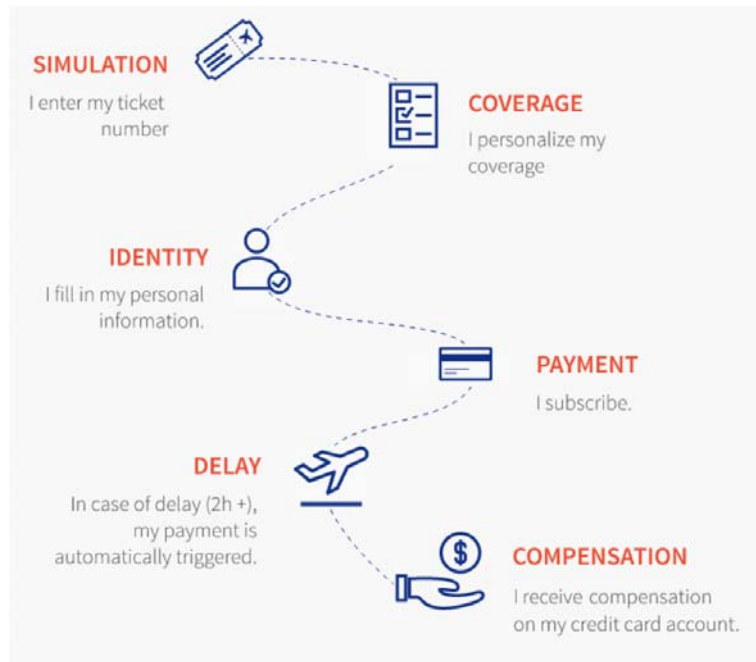 SIMULATION
I enter my ticket
number
COVERAGE
I personalize my
coverage
IDENTITY
I fill in my personal
information.
PAYMENT
I subscribe.
DELAY
In case of delay (2h +),
my payment is
automatically triggered.
$
COMPENSATION
I receive compensation
on my credit card account.